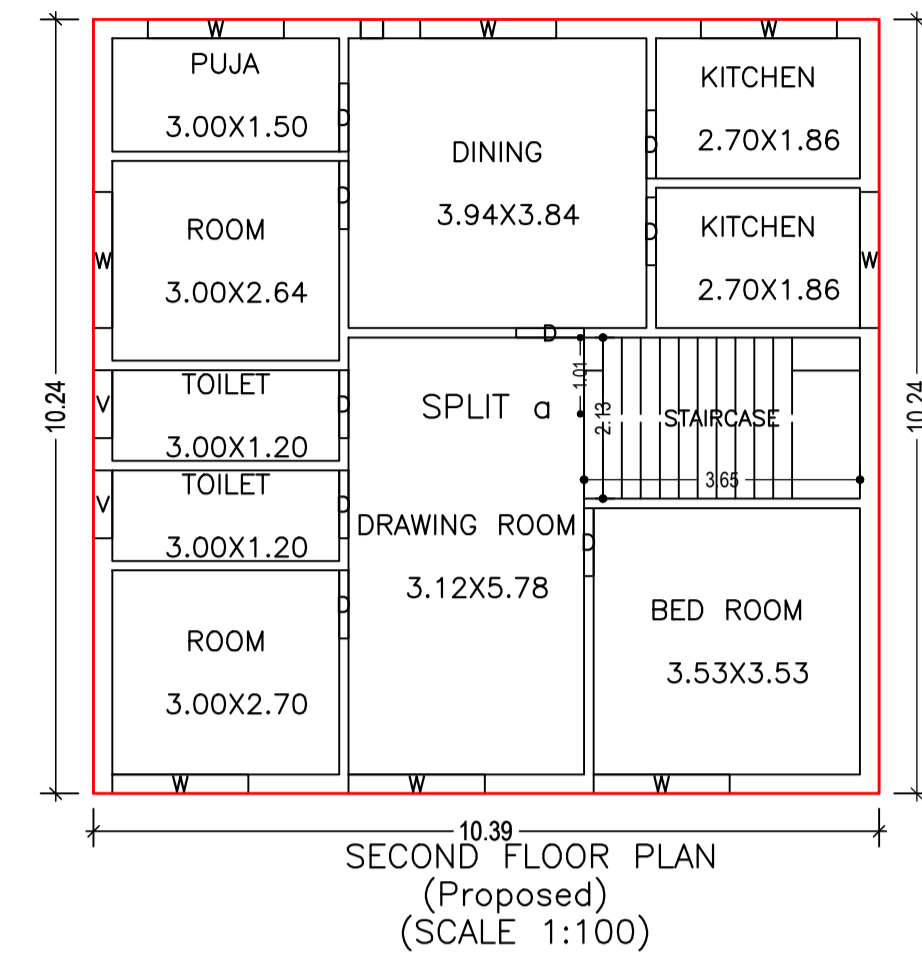 W W W
PUJA
3.00X1.50
D
KITCHEN
2.70X1.86
D
DINING
3.94X3.84
D
ROOM
3.00X2.64
W
KITCHEN
2.70X1.86
D
W
D
TOILET
3.00X1.20
V
D
SPLIT a
1.01
2.13
STAIRCASE
3.65
10.24
10.24
TOILET
3.00X1.20
V
D
DRAWING ROOM
3.12X5.78
D
BED ROOM
3.53X3.53
D
ROOM
3.00X2.70
W W W
10.39
SECOND FLOOR PLAN
(Proposed)
(SCALE 1:100)